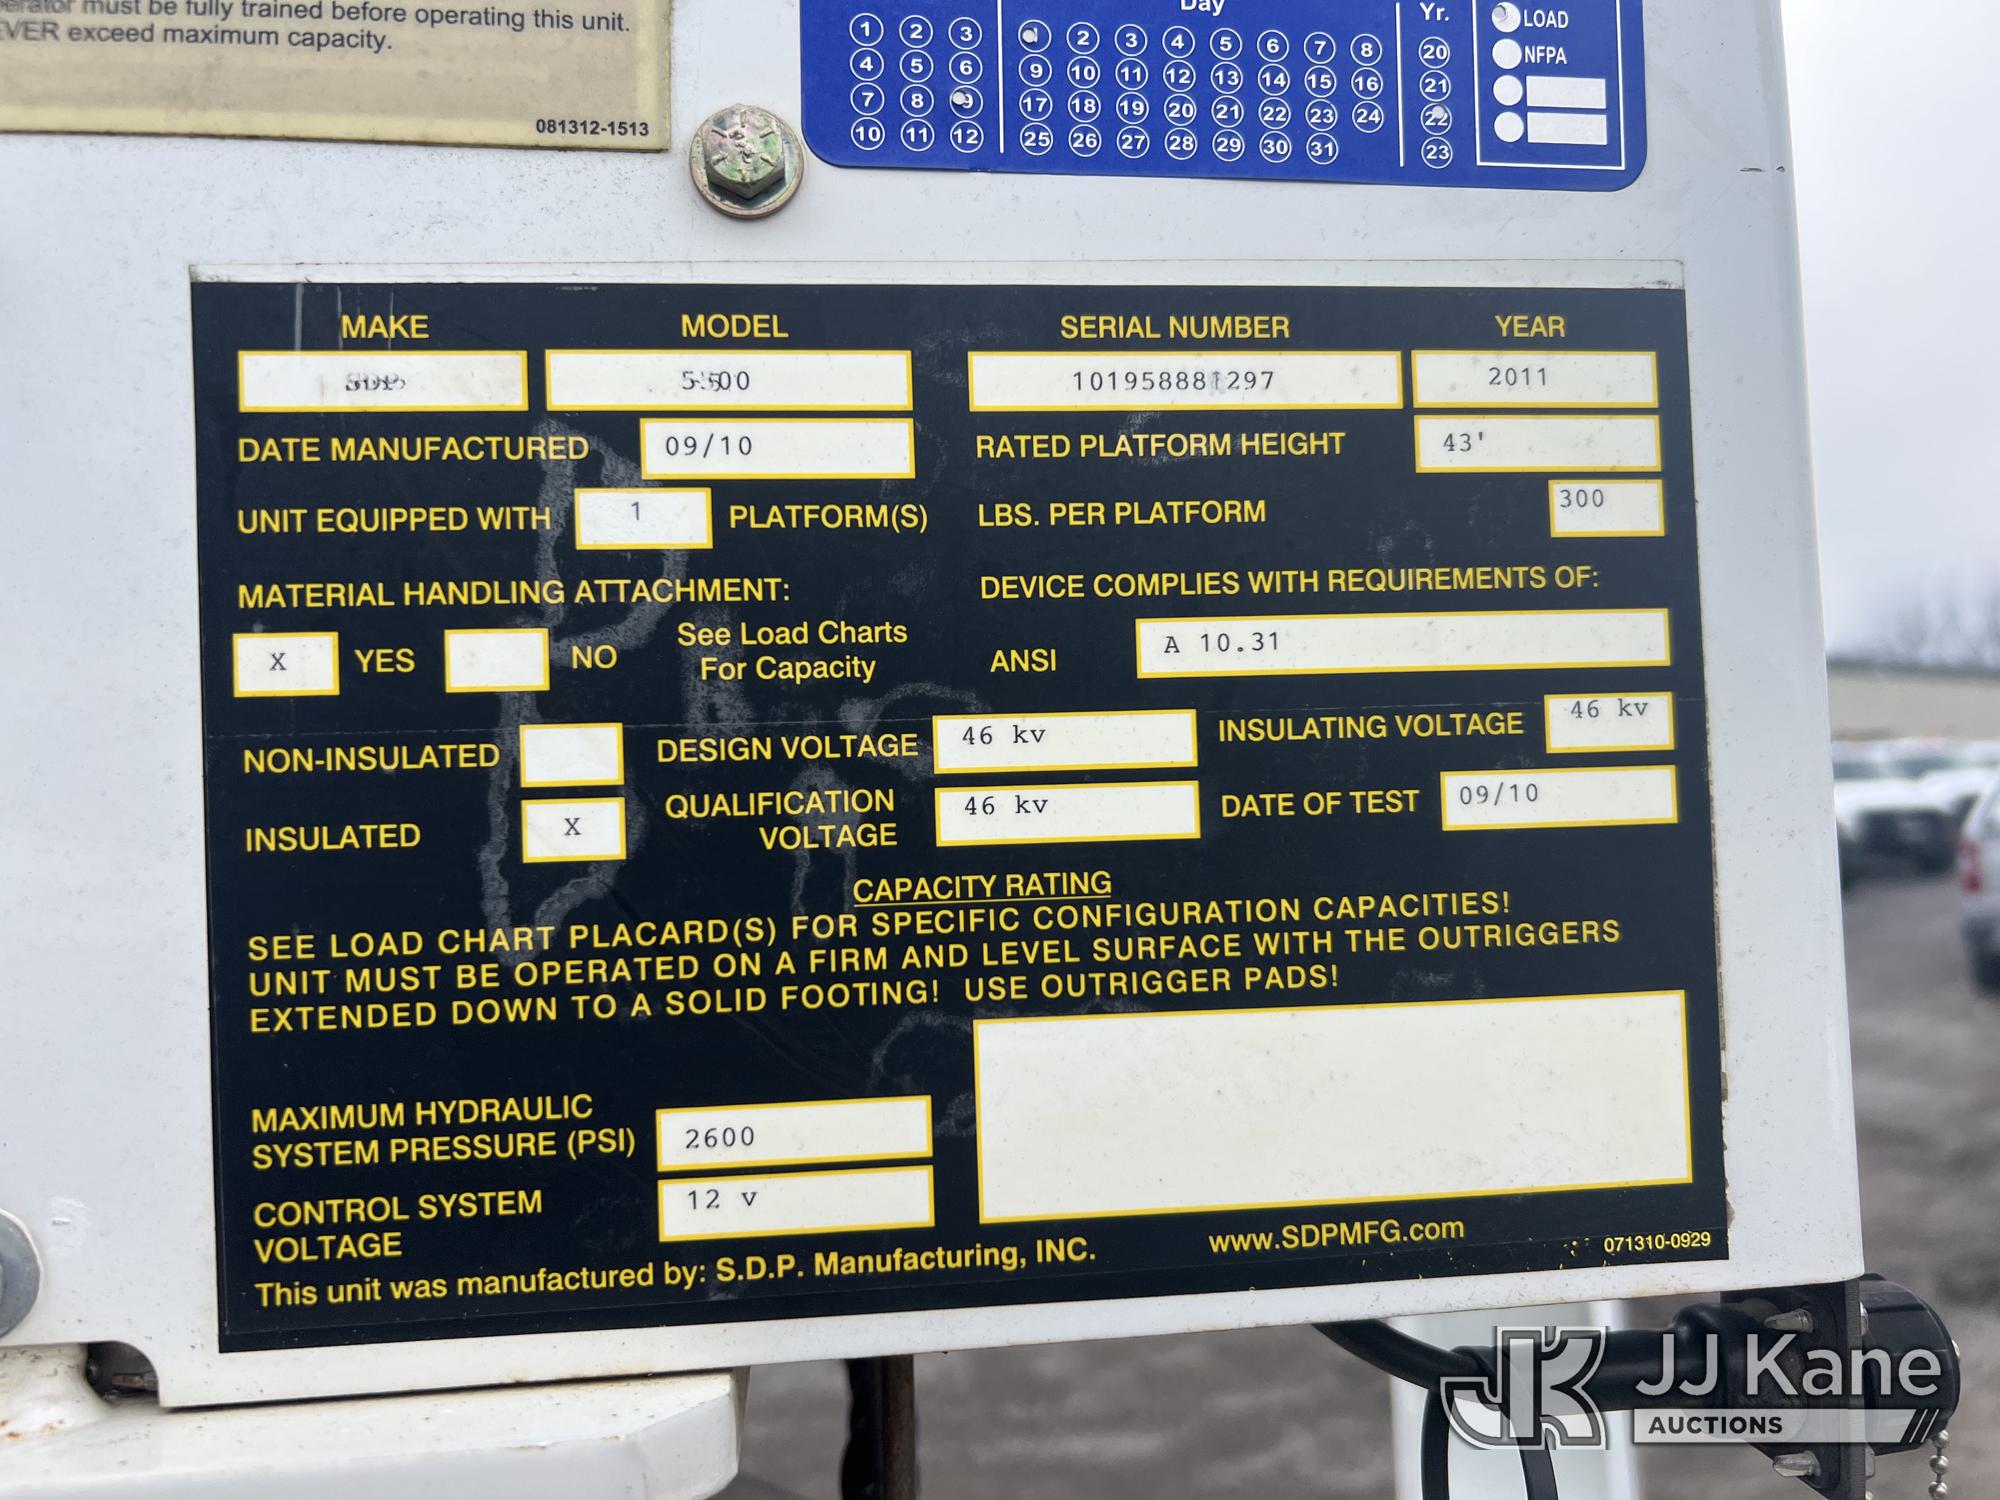 must be fully trained before operating this unit.
exceed maximum capacity.
081312-1513
Day
Yr.
1 2 3 1 2 3 4 5 6 7 8 20 LOAD
4 5 6 9 10 11 12 13 14 15 16 21 NFPA
7 8 9 17 18 19 20 21 22 23 24 22
10 11 12 25 26 27 28 29 30 31 23
MAKE MODEL SERIAL NUMBER YEAR
SDP 5500 101958881297 2011
DATE MANUFACTURED 09/10 RATED PLATFORM HEIGHT 43'
UNIT EQUIPPED WITH 1 PLATFORM(S) LBS. PER PLATFORM 300
MATERIAL HANDLING ATTACHMENT: DEVICE COMPLIES WITH REQUIREMENTS OF:
X YES NO See Load Charts
For Capacity
ANSI A 10.31
NON-INSULATED DESIGN VOLTAGE 46 kv INSULATING VOLTAGE 46 kv
INSULATED X QUALIFICATION
VOLTAGE 46 kv DATE OF TEST 09/10
CAPACITY RATING
SEE LOAD CHART PLACARD(S) FOR SPECIFIC CONFIGURATION CAPACITIES!
UNIT MUST BE OPERATED ON A FIRM AND LEVEL SURFACE WITH THE OUTRIGGERS
EXTENDED DOWN TO A SOLID FOOTING! USE OUTRIGGER PADS!
MAXIMUM HYDRAULIC
SYSTEM PRESSURE (PSI) 2600
CONTROL SYSTEM
VOLTAGE 12 v
This unit was manufactured by: S.D.P. Manufacturing, INC. www.SDPMFG.com 071310-0929
JK JJ Kane
AUCTIONS